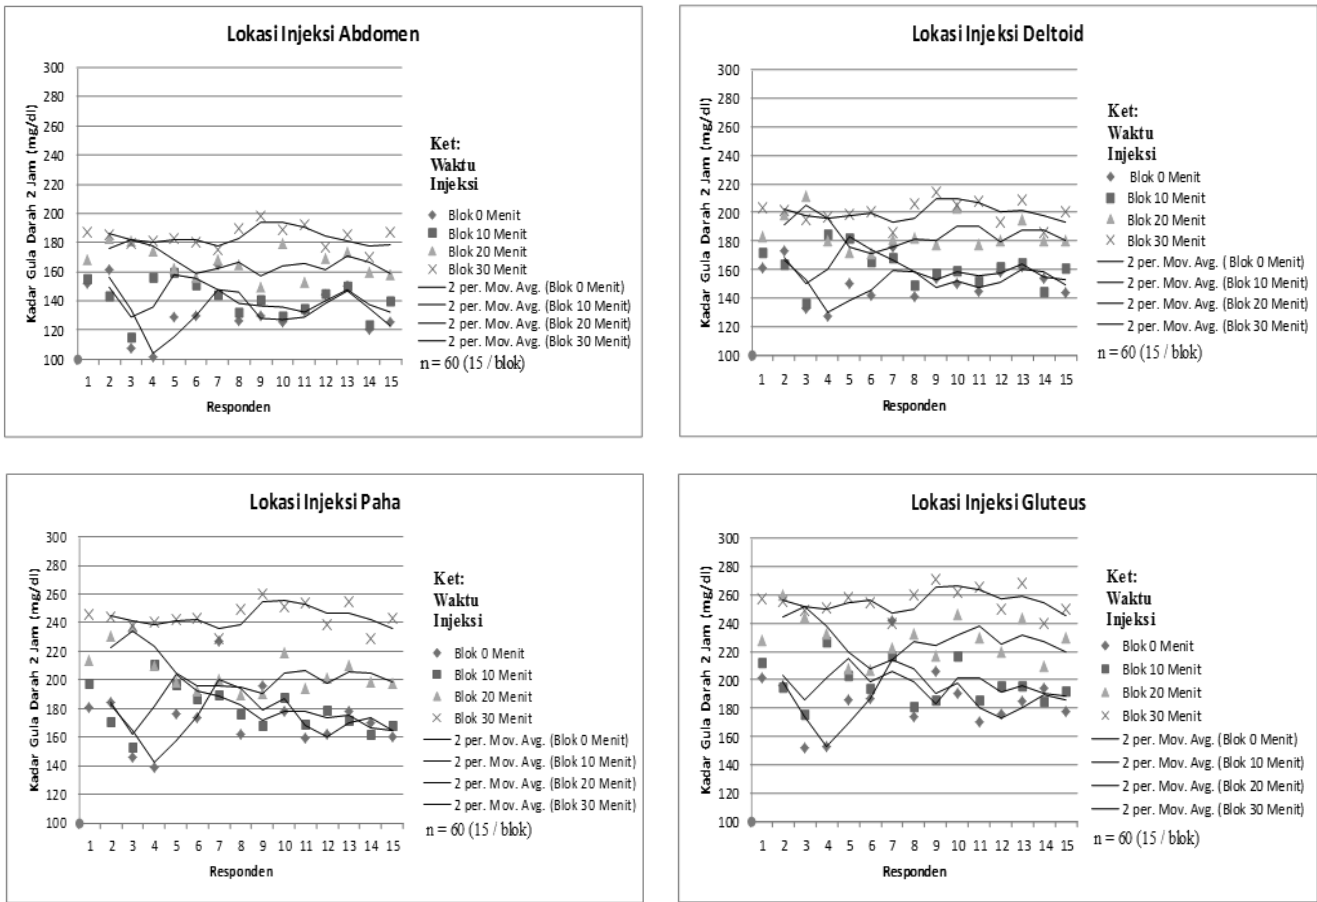 Lokasi Injeksi Abdomen
Kadar Gula Darah 2 Jam (mg/dl)
300
280
260
240
220
200
180
160
140
120
100
1 2 3 4 5 6 7 8 9 10 11 12 13 14 15
Responden
Ket:
Waktu
Injeksi
Blok 0 Menit
Blok 10 Menit
Blok 20 Menit
Blok 30 Menit
2 per. Mov. Avg. (Blok 0 Menit)
2 per. Mov. Avg. (Blok 10 Menit)
2 per. Mov. Avg. (Blok 20 Menit)
2 per. Mov. Avg. (Blok 30 Menit)
n = 60 (15 / blok)
Lokasi Injeksi Deltoid
Kadar Gula Darah 2 Jam (mg/dl)
300
280
260
240
220
200
180
160
140
120
100
1 2 3 4 5 6 7 8 9 10 11 12 13 14 15
Responden
Ket:
Waktu
Injeksi
Blok 0 Menit
Blok 10 Menit
Blok 20 Menit
Blok 30 Menit
2 per. Mov. Avg. ( Blok 0 Menit)
2 per. Mov. Avg. (Blok 10 Menit)
2 per. Mov. Avg. (Blok 20 Menit)
2 per. Mov. Avg. (Blok 30 Menit)
n = 60 (15 / blok)
Lokasi Injeksi Paha
Kadar Gula Darah 2 Jam (mg/dl)
300
280
260
240
220
200
180
160
140
120
100
1 2 3 4 5 6 7 8 9 10 11 12 13 14 15
Responden
Ket:
Waktu
Injeksi
Blok 0 Menit
Blok 10 Menit
Blok 20 Menit
Blok 30 Menit
2 per. Mov. Avg. (Blok 0 Menit)
2 per. Mov. Avg. (Blok 10 Menit)
2 per. Mov. Avg. (Blok 20 Menit)
2 per. Mov. Avg. (Blok 30 Menit)
n = 60 (15 / blok)
Lokasi Injeksi Gluteus
Kadar Gula Darah 2 Jam (mg/dl)
300
280
260
240
220
200
180
160
140
120
100
1 2 3 4 5 6 7 8 9 10 11 12 13 14 15
Responden
Ket:
Waktu
Injeksi
Blok 0 Menit
Blok 10 Menit
Blok 20 Menit
Blok 30 Menit
2 per. Mov. Avg. (Blok 0 Menit)
2 per. Mov. Avg. (Blok 10 Menit)
2 per. Mov. Avg. (Blok 20 Menit)
2 per. Mov. Avg. (Blok 30 Menit)
n = 60 (15 / blok)